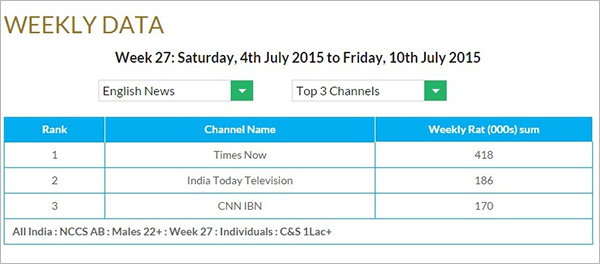 WEEKLY DATA
Week 27: Saturday, 4th July 2015 to Friday, 10th July 2015
English News Top 3 Channels
Rank Channel Name Weekly Rat (000s) sum
1 Times Now 418
2 India Today Television 186
3 CNN IBN 170
All India : NCCS AB : Males 22+ : Week 27 : Individuals : C&S 1Lac+